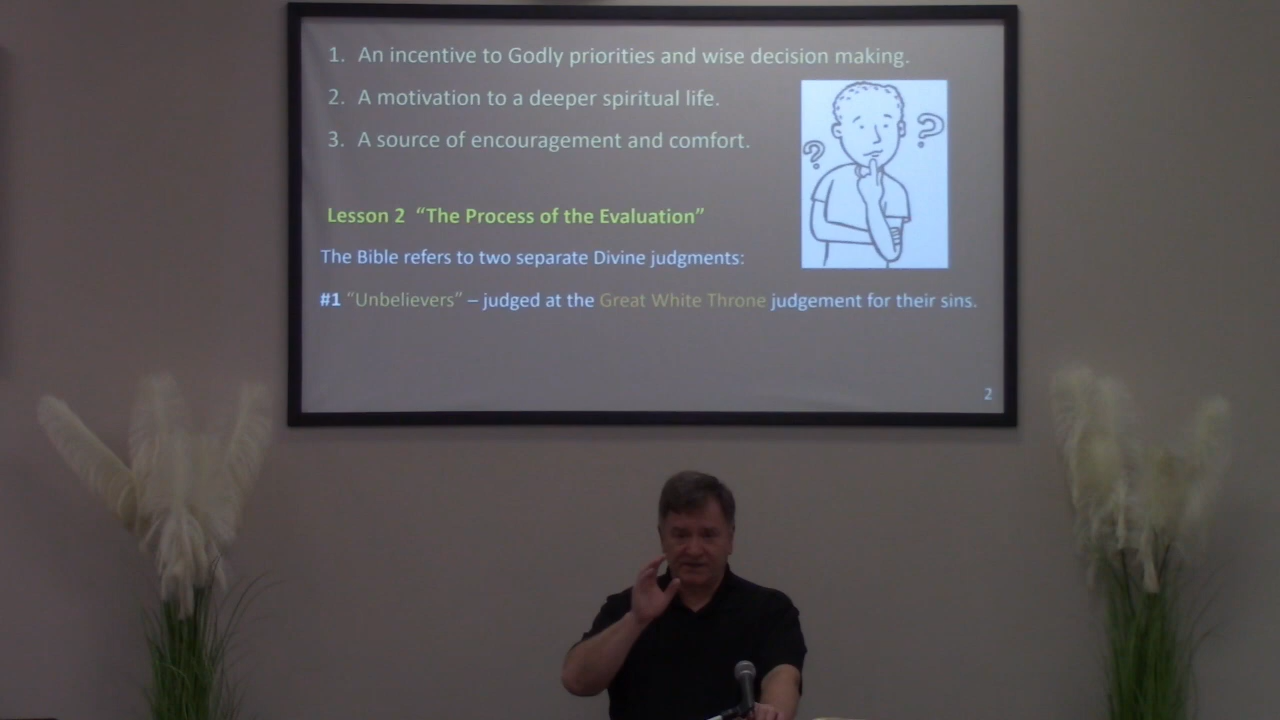 1. An incentive to Godly priorities and wise decision making.
2. A motivation to a deeper spiritual life.
3. A source of encouragement and comfort.
Lesson 2 “The Process of the Evaluation”
The Bible refers to two separate Divine judgments:
#1 “Unbelievers” – judged at the Great White Throne judgement for their sins.
2